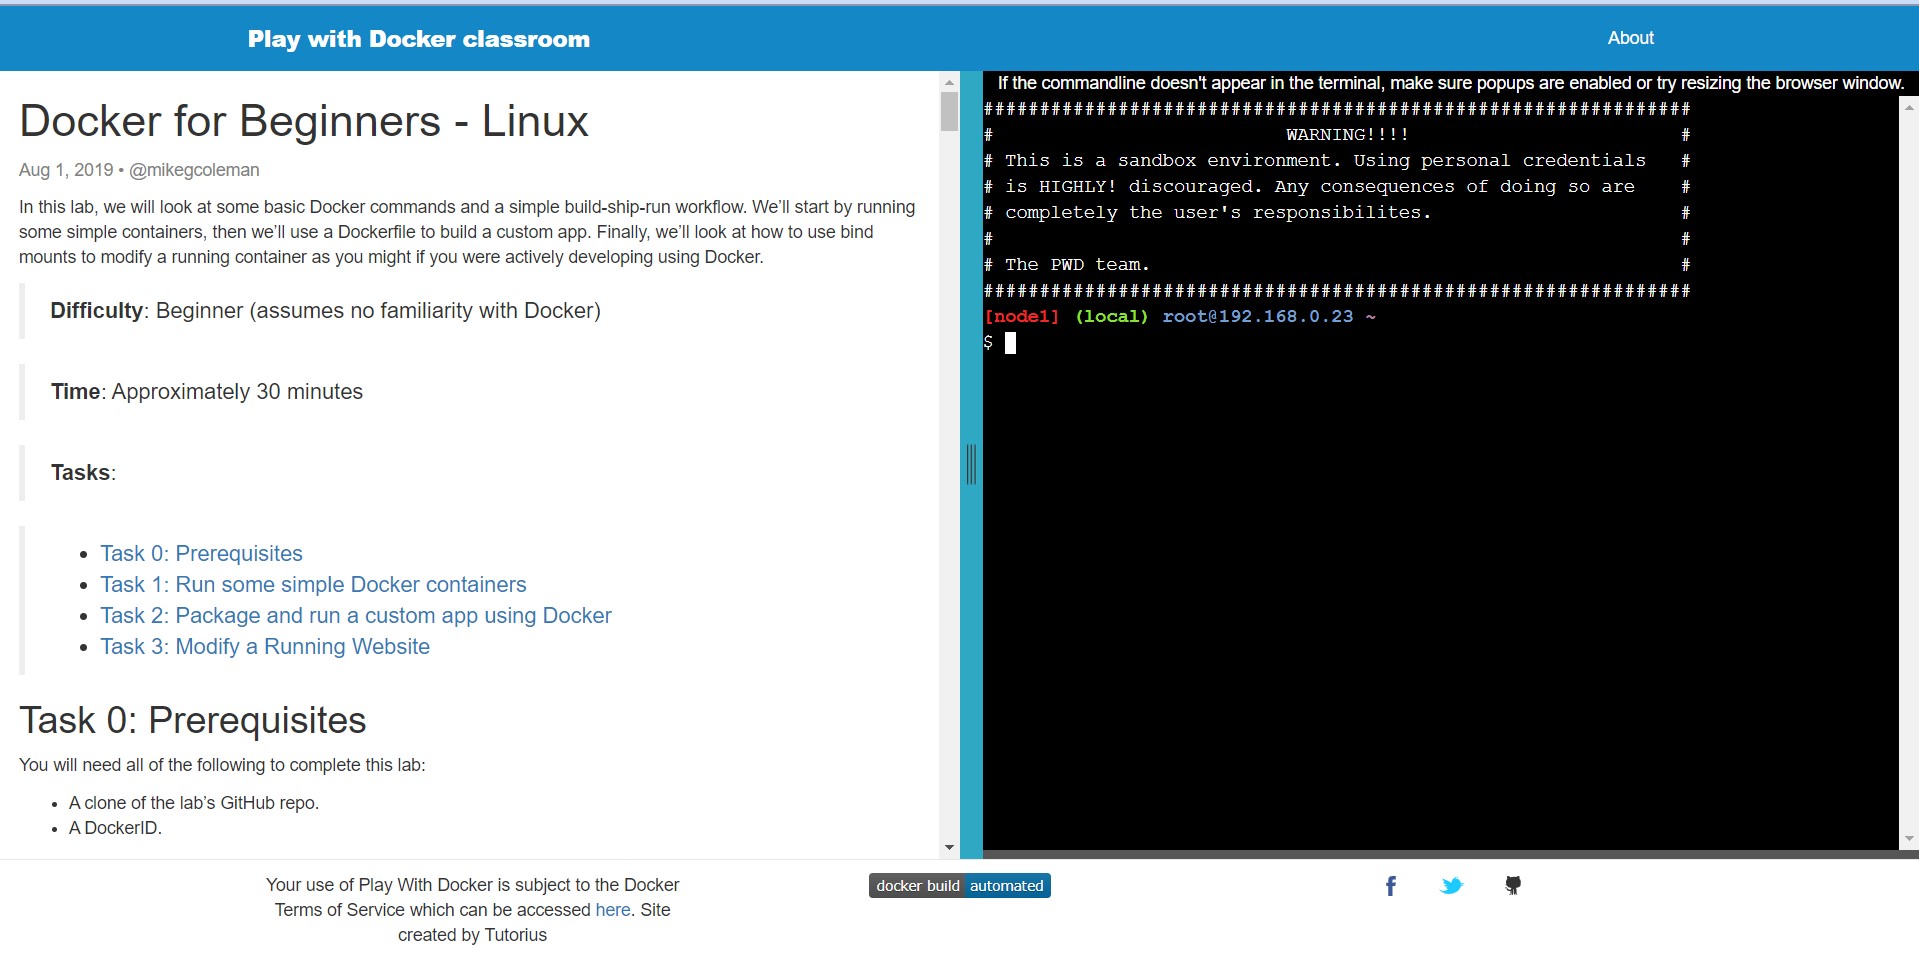 Play with Docker classroom
About
Docker for Beginners - Linux
Aug 1, 2019 • @mikegcoleman
In this lab, we will look at some basic Docker commands and a simple build-ship-run workflow. We’ll start by running
some simple containers, then we’ll use a Dockerfile to build a custom app. Finally, we’ll look at how to use bind
mounts to modify a running container as you might if you were actively developing using Docker.
Difficulty: Beginner (assumes no familiarity with Docker)
Time: Approximately 30 minutes
Tasks:
• Task 0: Prerequisites
• Task 1: Run some simple Docker containers
• Task 2: Package and run a custom app using Docker
• Task 3: Modify a Running Website
Task 0: Prerequisites
You will need all of the following to complete this lab:
• A clone of the lab’s GitHub repo.
• A DockerID.
If the commandline doesn't appear in the terminal, make sure popups are enabled or try resizing the browser window.
###############################################################
#                          WARNING!!!!                        #
# This is a sandbox environment. Using personal credentials   #
# is HIGHLY! discouraged. Any consequences of doing so are    #
# completely the user's responsibilites.                      #
#                                                             #
# The PWD team.                                               #
###############################################################
[node1] (local) root@192.168.0.23 ~
$
Your use of Play With Docker is subject to the Docker
Terms of Service which can be accessed here. Site
created by Tutorius
docker build automated